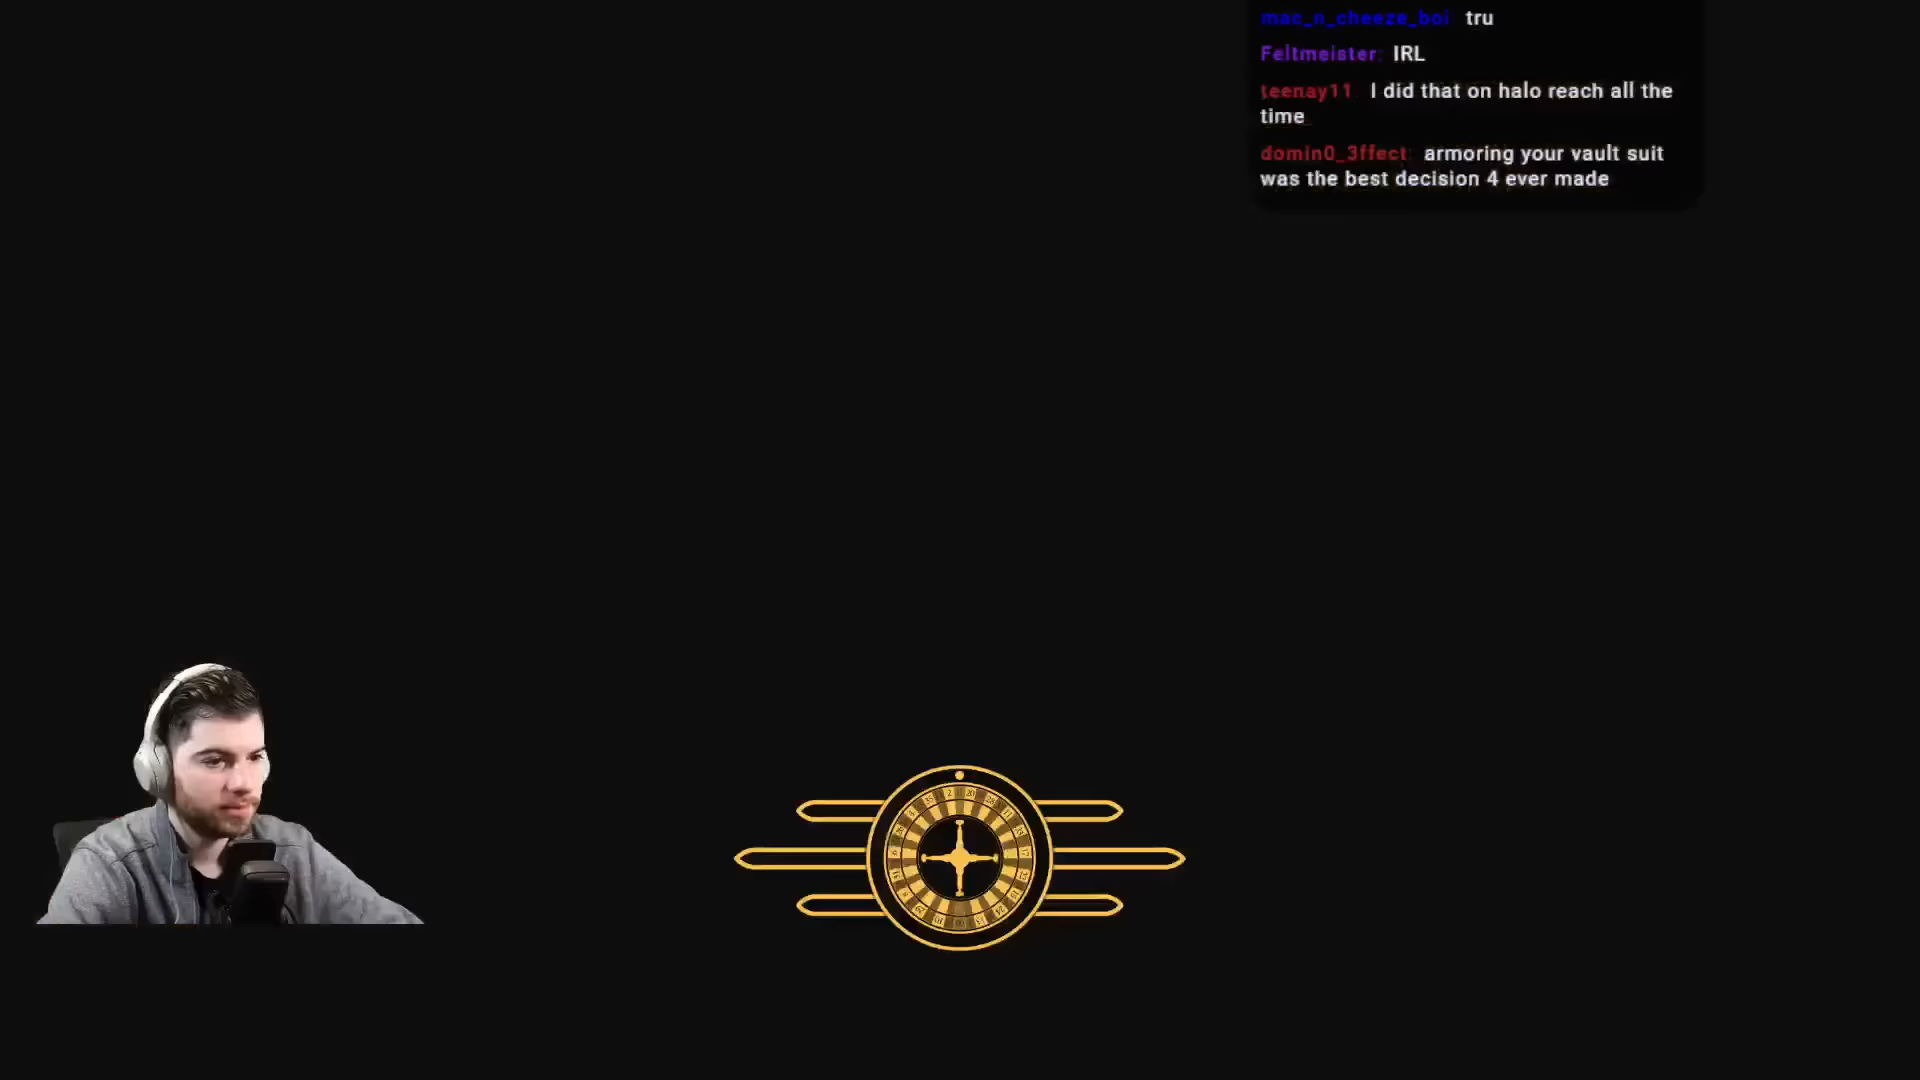 mac_n_cheeze_boi tru
Feltmeister: IRL
teenay11 I did that on halo reach all the
time
domin0_3ffect: armoring your vault suit
was the best decision 4 ever made